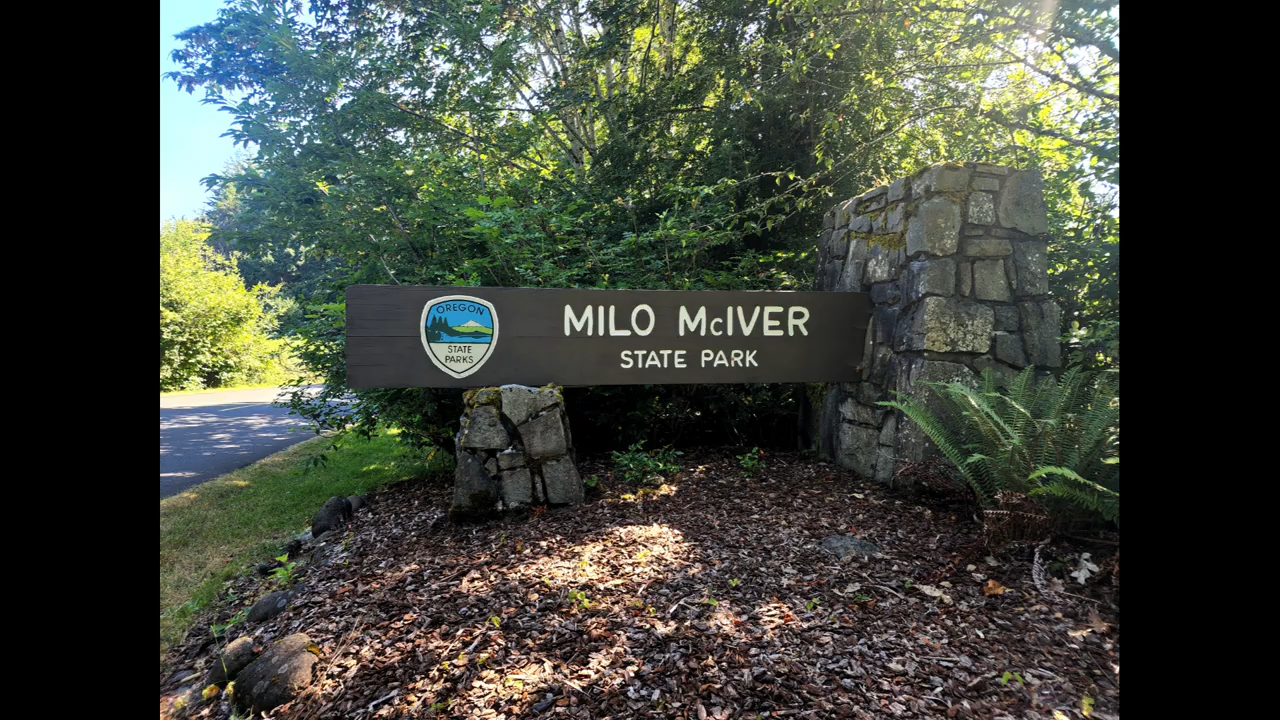 OREGON
STATE
PARKS
MILO McIVER
STATE PARK